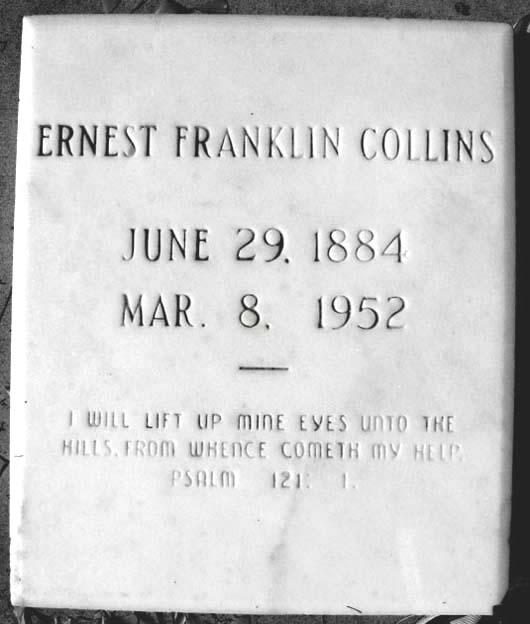 ERNEST FRANKLIN COLLINS
JUNE 29, 1884
MAR. 8, 1952
I WILL LIFT UP MINE EYES UNTO THE
HILLS, FROM WHENCE COMETH MY HELP.
PSALM 121: 1.